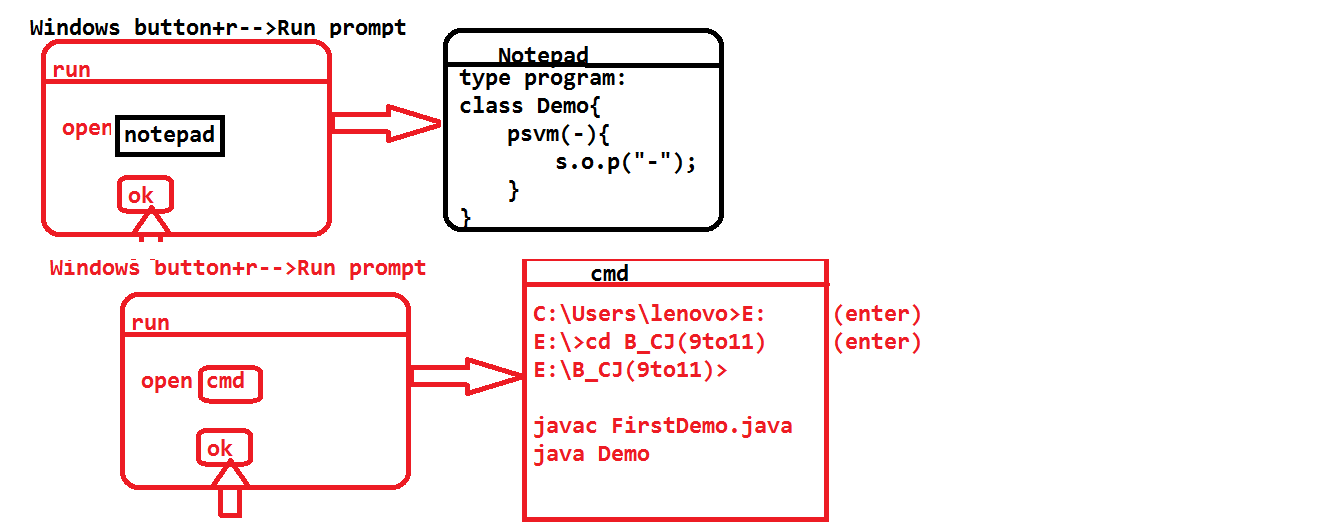 Windows button+r-->Run prompt
run
open
notepad
ok
Notepad
type program:
class Demo{
psvm(-){
s.o.p("-");
}
}
Windows button+r-->Run prompt
run
open
cmd
ok
cmd
C:\Users\lenovo>E: (enter)
E:\>cd B_CJ(9to11) (enter)
E:\B_CJ(9to11)>
javac FirstDemo.java
java Demo